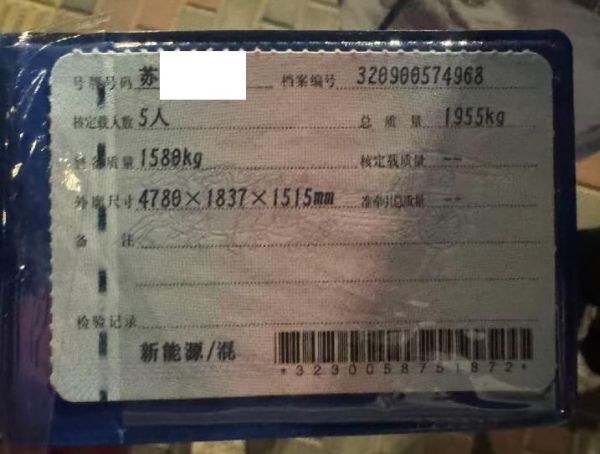 号牌号码 苏 档案编号 320900574968
核定载人数 5人 总质量 1955kg
整备质量 1580kg 核定载质量 --
外廓尺寸 4780×1837×1515mm 准牵引总质量 --
备注
检验记录
新能源/混
*3230058751872*